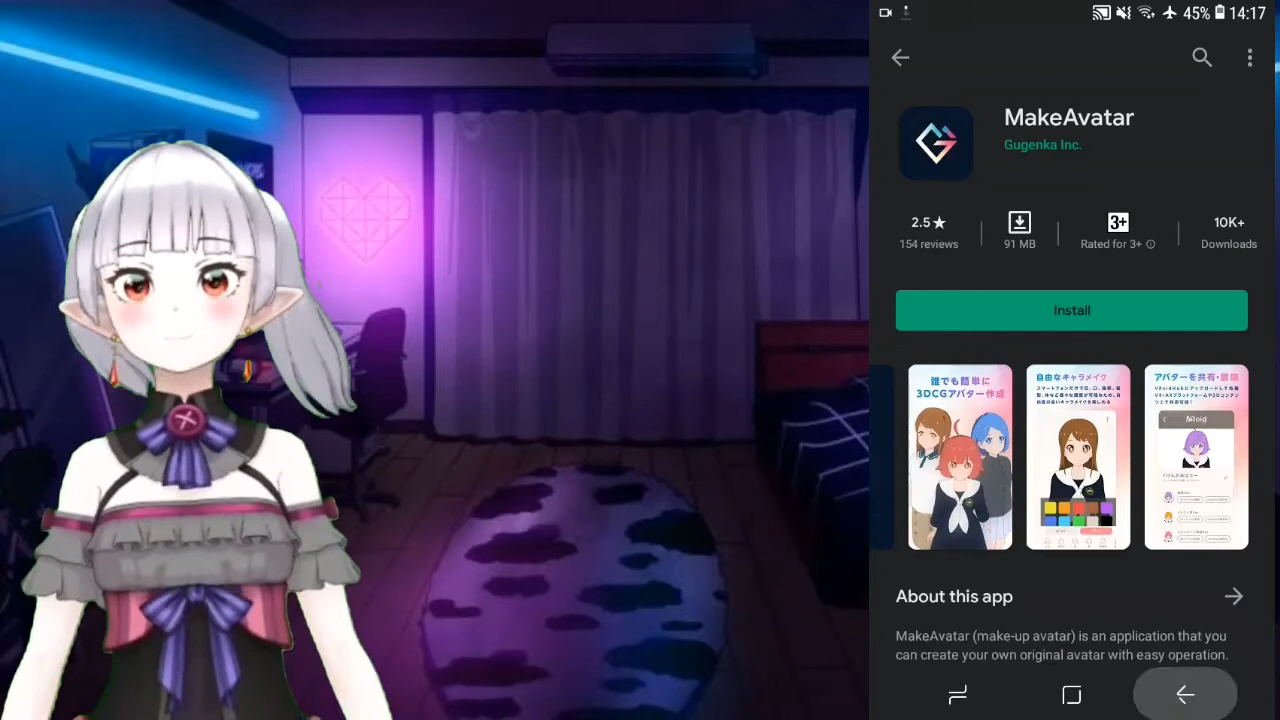 45% 14:17
MakeAvatar
Gugenka Inc.
2.5★
154 reviews
91 MB
3+
Rated for 3+
10K+
Downloads
Install
誰でも簡単に
3DCGアバター作成
自由なキャラメイク
アバターを共有・展開
VRoid
About this app
MakeAvatar (make-up avatar) is an application that you
can create your own original avatar with easy operation.